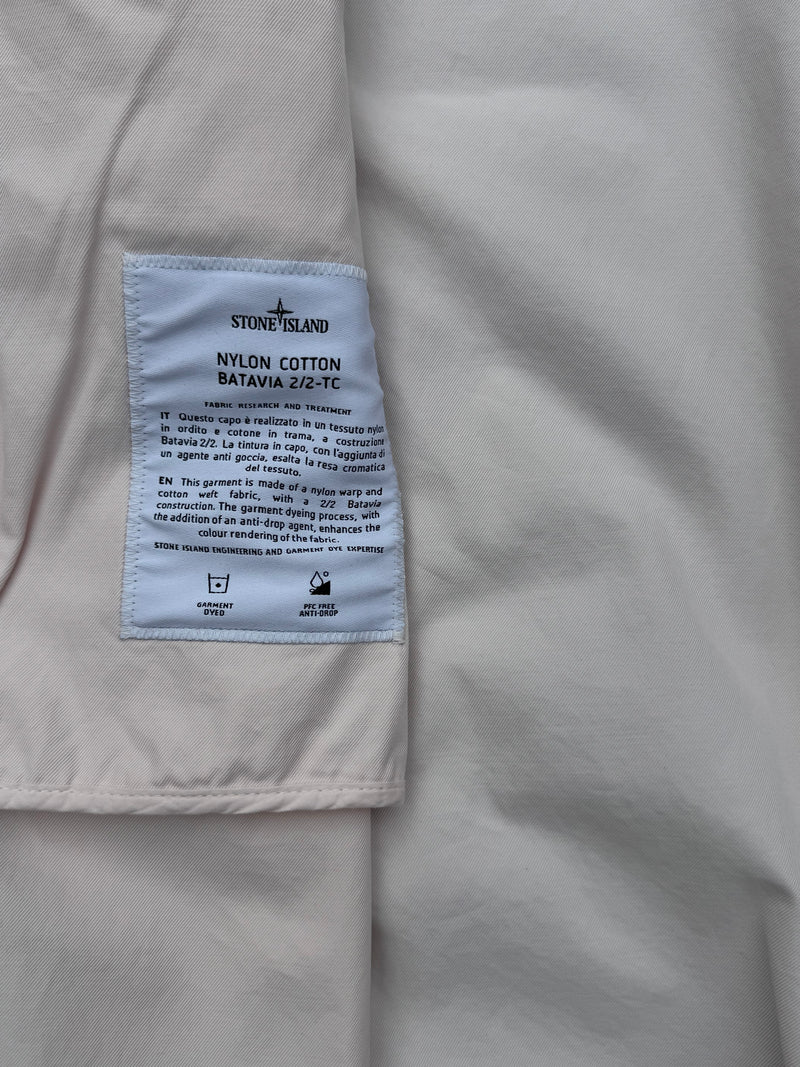 STONE ISLAND
NYLON COTTON
BATAVIA 2/2-TC
FABRIC RESEARCH AND TREATMENT
IT Questo capo è realizzato in un tessuto nylon
in ordito e cotone in trama, a costruzione
Batavia 2/2. La tintura in capo, con l'aggiunta di
un agente anti goccia, esalta la resa cromatica
del tessuto.
EN This garment is made of a nylon warp and
cotton weft fabric, with a 2/2 Batavia
construction. The garment dyeing process, with
the addition of an anti-drop agent, enhances the
colour rendering of the fabric.
STONE ISLAND ENGINEERING AND GARMENT DYE EXPERTISE
GARMENT PFC FREE
DYED ANTI-DROP